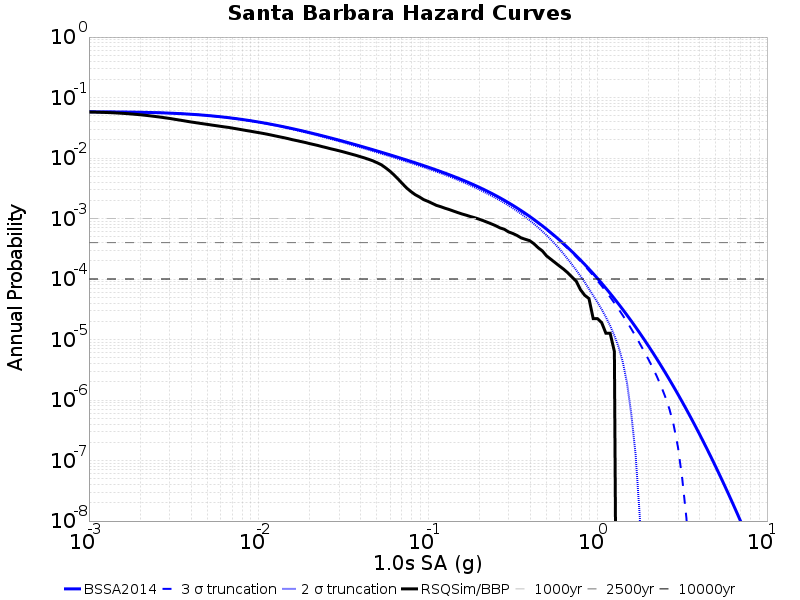 Santa Barbara Hazard Curves
Annual Probability
10^0
10^-1
10^-2
10^-3
10^-4
10^-5
10^-6
10^-7
10^-8
10^-3 10^-2 10^-1 10^0 10^1
1.0s SA (g)
BSSA2014 3 σ truncation 2 σ truncation RSQSim/BBP 1000yr 2500yr 10000yr